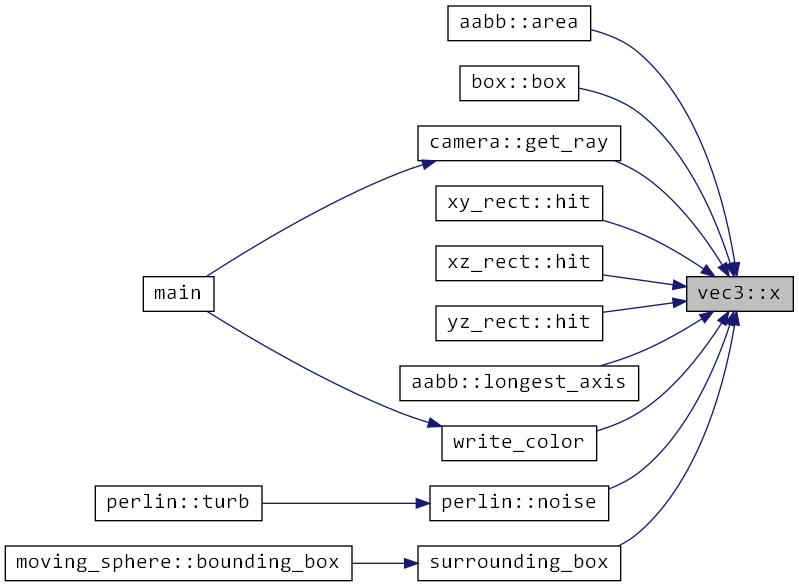 aabb::area
box::box
camera::get_ray
xy_rect::hit
xz_rect::hit
main
vec3::x
yz_rect::hit
aabb::longest_axis
write_color
perlin::turb
perlin::noise
moving_sphere::bounding_box
surrounding_box